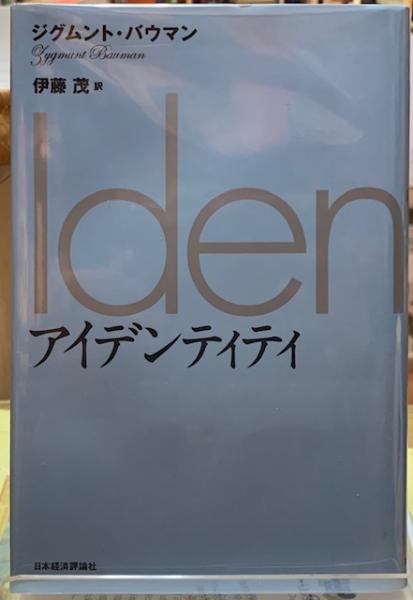 ジグムント・バウマン
Zygmunt Bauman
伊藤 茂 訳
Iden
アイデンティティ
日本経済評論社